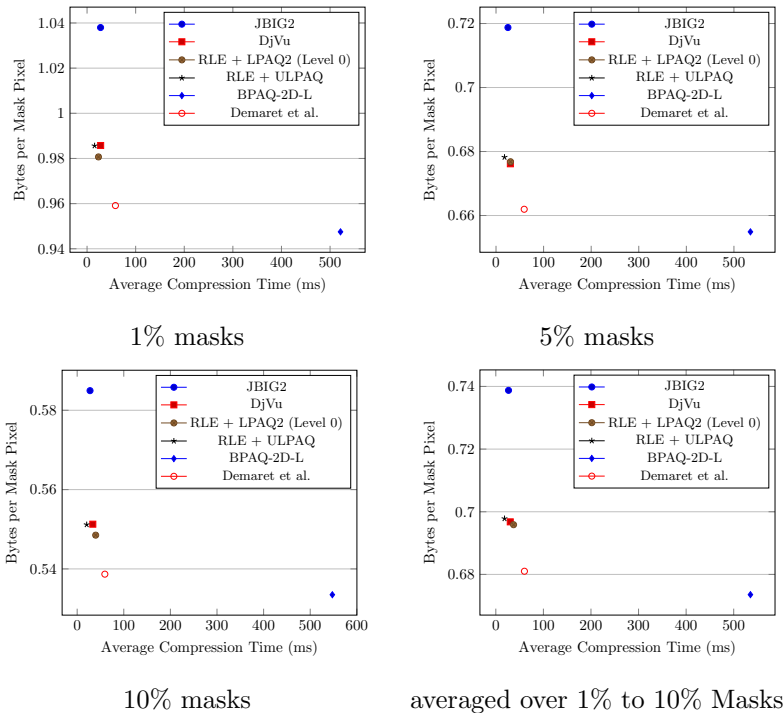 1.04
1.02
1
0.98
0.96
0.94
Bytes per Mask Pixel
JBIG2
DjVu
RLE + LPAQ2 (Level 0)
RLE + ULPAQ
BPAQ-2D-L
Demaret et al.
0 100 200 300 400 500
Average Compression Time (ms)
1% masks
0.72
0.7
0.68
0.66
Bytes per Mask Pixel
JBIG2
DjVu
RLE + LPAQ2 (Level 0)
RLE + ULPAQ
BPAQ-2D-L
Demaret et al.
0 100 200 300 400 500
Average Compression Time (ms)
5% masks
0.58
0.56
0.54
Bytes per Mask Pixel
JBIG2
DjVu
RLE + LPAQ2 (Level 0)
RLE + ULPAQ
BPAQ-2D-L
Demaret et al.
0 100 200 300 400 500 600
Average Compression Time (ms)
10% masks
0.74
0.72
0.7
0.68
Bytes per Mask Pixel
JBIG2
DjVu
RLE + LPAQ2 (Level 0)
RLE + ULPAQ
BPAQ-2D-L
Demaret et al.
0 100 200 300 400 500
Average Compression Time (ms)
averaged over 1% to 10% Masks